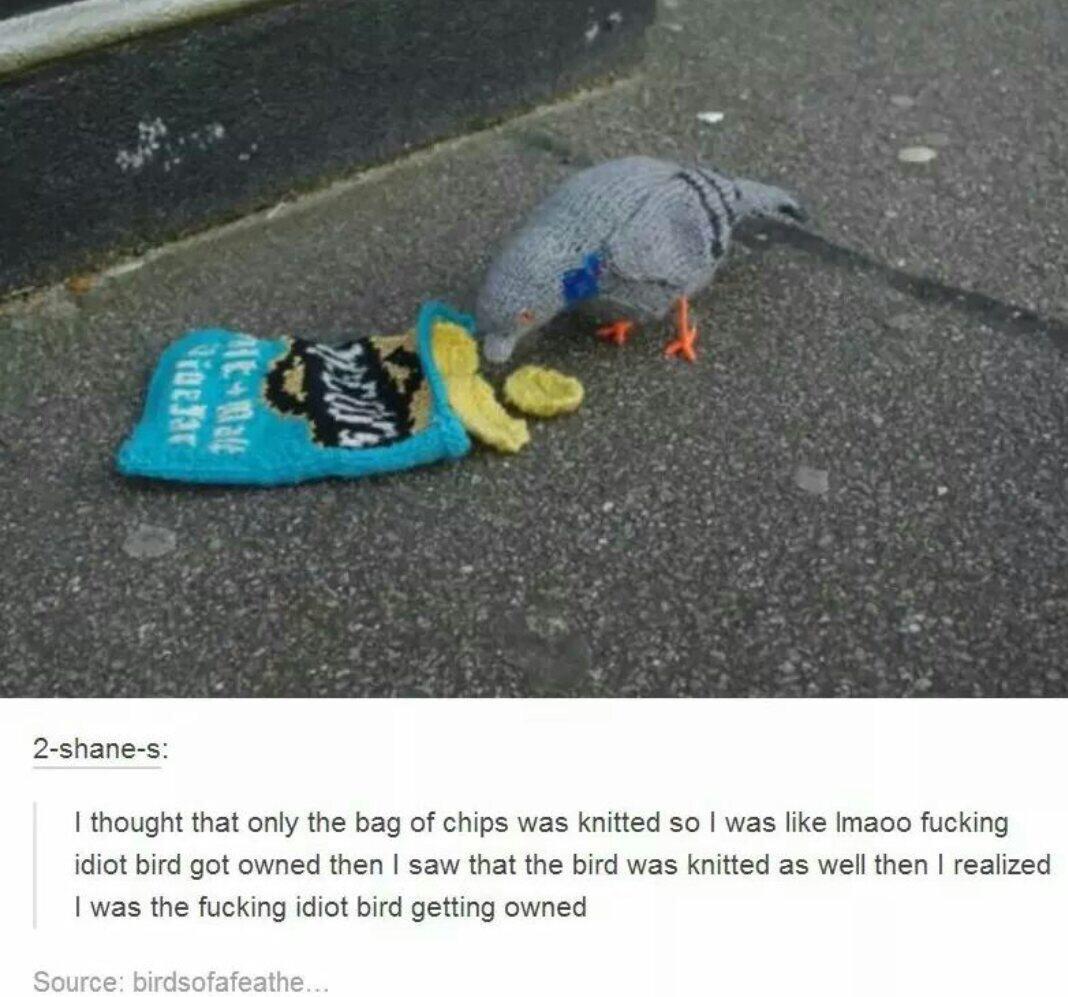 + Malt
Vinegar
2-shane-s:
I thought that only the bag of chips was knitted so I was like lmaoo fucking
idiot bird got owned then I saw that the bird was knitted as well then I realized
I was the fucking idiot bird getting owned
Source: birdsofafeathe...